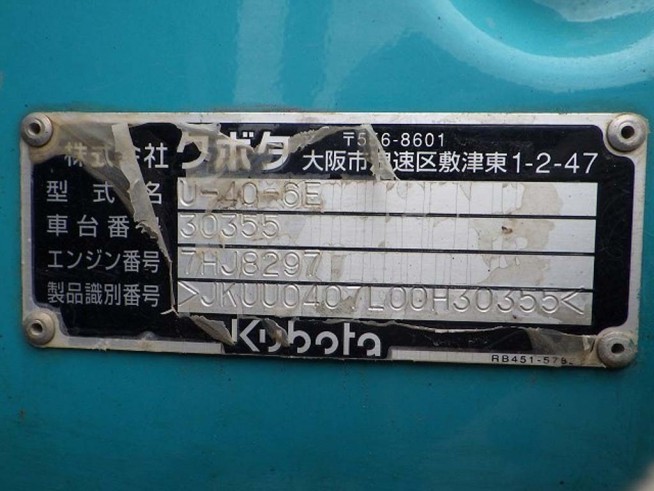 〒556-8601
株式会社クボタ 大阪市浪速区敷津東1-2-47
型式名 U-40-6E
車台番号 30355
エンジン番号 7HJ8297
製品識別番号 >JKUU0407L00H30355<
Kubota